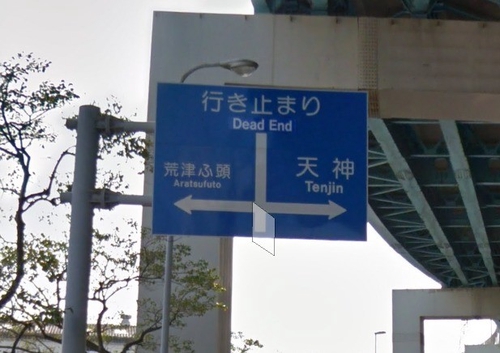 行き止まり
Dead End
荒津ふ頭
Aratsufuto
天神
Tenjin